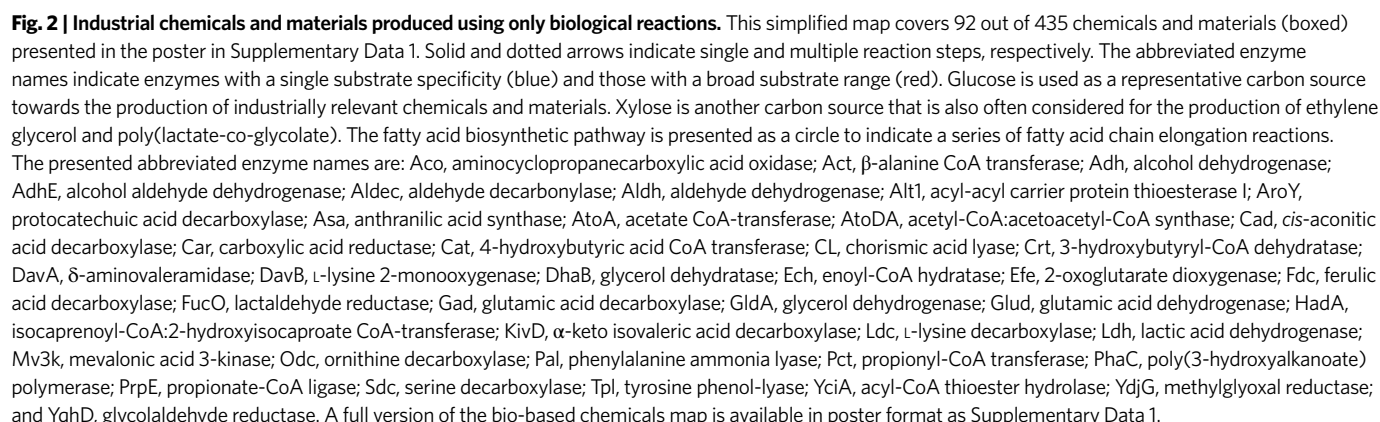 Fig. 2 | Industrial chemicals and materials produced using only biological reactions. This simplified map covers 92 out of 435 chemicals and materials (boxed)
presented in the poster in Supplementary Data 1. Solid and dotted arrows indicate single and multiple reaction steps, respectively. The abbreviated enzyme
names indicate enzymes with a single substrate specificity (blue) and those with a broad substrate range (red). Glucose is used as a representative carbon source
towards the production of industrially relevant chemicals and materials. Xylose is another carbon source that is also often considered for the production of ethylene
glycerol and poly(lactate-co-glycolate). The fatty acid biosynthetic pathway is presented as a circle to indicate a series of fatty acid chain elongation reactions.
The presented abbreviated enzyme names are: Aco, aminocyclopropanecarboxylic acid oxidase; Act, β-alanine CoA transferase; Adh, alcohol dehydrogenase;
AdhE, alcohol aldehyde dehydrogenase; Aldec, aldehyde decarbonylase; Aldh, aldehyde dehydrogenase; Alt1, acyl-acyl carrier protein thioesterase I; AroY,
protocatechuic acid decarboxylase; Asa, anthranilic acid synthase; AtoA, acetate CoA-transferase; AtoDA, acetyl-CoA:acetoacetyl-CoA synthase; Cad, cis-aconitic
acid decarboxylase; Car, carboxylic acid reductase; Cat, 4-hydroxybutyric acid CoA transferase; CL, chorismic acid lyase; Crt, 3-hydroxybutyryl-CoA dehydratase;
DavA, δ-aminovaleramidase; DavB, L-lysine 2-monooxygenase; DhaB, glycerol dehydratase; Ech, enoyl-CoA hydratase; Efe, 2-oxoglutarate dioxygenase; Fdc, ferulic
acid decarboxylase; FucO, lactaldehyde reductase; Gad, glutamic acid decarboxylase; GldA, glycerol dehydrogenase; Glud, glutamic acid dehydrogenase; HadA,
isocaprenoyl-CoA:2-hydroxyisocaproate CoA-transferase; KivD, α-keto isovaleric acid decarboxylase; Ldc, L-lysine decarboxylase; Ldh, lactic acid dehydrogenase;
Mv3k, mevalonic acid 3-kinase; Odc, ornithine decarboxylase; Pal, phenylalanine ammonia lyase; Pct, propionyl-CoA transferase; PhaC, poly(3-hydroxyalkanoate)
polymerase; PrpE, propionate-CoA ligase; Sdc, serine decarboxylase; Tpl, tyrosine phenol-lyase; YciA, acyl-CoA thioester hydrolase; YdjG, methylglyoxal reductase;
and YqhD, glycolaldehyde reductase. A full version of the bio-based chemicals map is available in poster format as Supplementary Data 1.